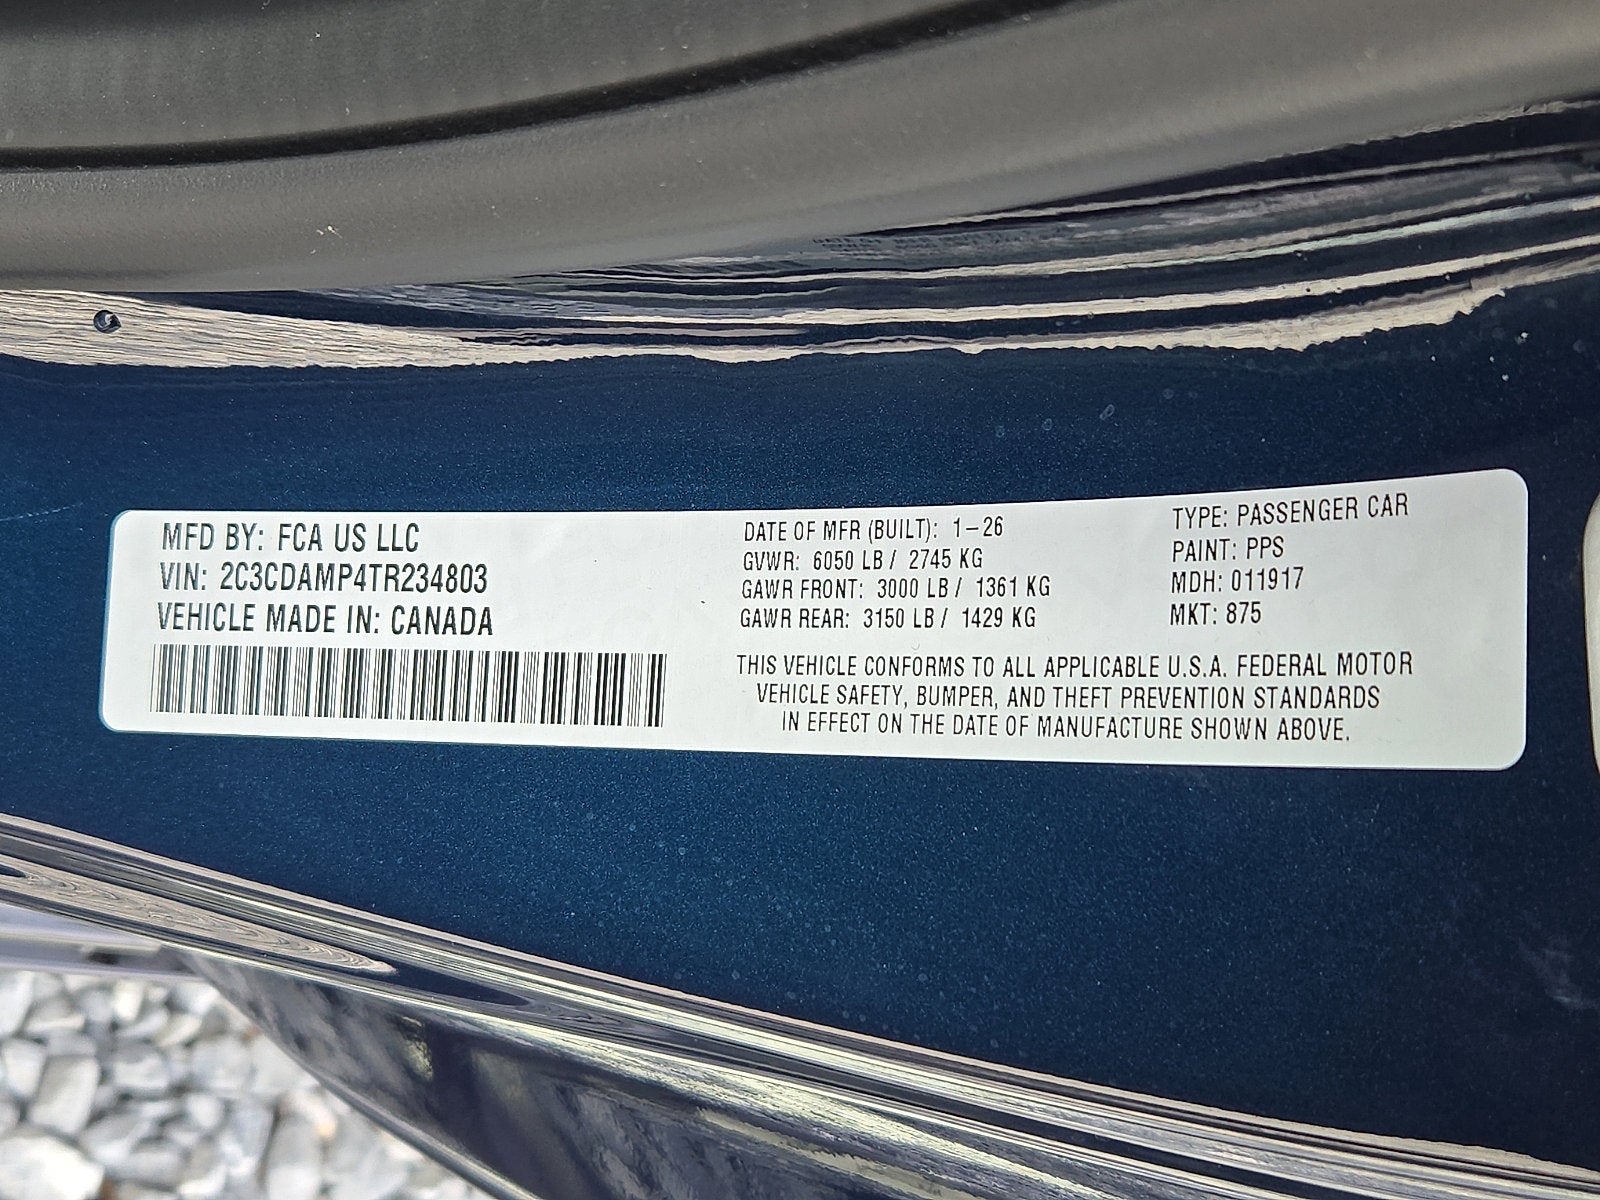 MFD BY: FCA US LLC
VIN: 2C3CDAMP4TR234803
VEHICLE MADE IN: CANADA
DATE OF MFR (BUILT): 1-26
GVWR: 6050 LB / 2745 KG
GAWR FRONT: 3000 LB / 1361 KG
GAWR REAR: 3150 LB / 1429 KG
TYPE: PASSENGER CAR
PAINT: PPS
MDH: 011917
MKT: 875
THIS VEHICLE CONFORMS TO ALL APPLICABLE U.S.A. FEDERAL MOTOR
VEHICLE SAFETY, BUMPER, AND THEFT PREVENTION STANDARDS
IN EFFECT ON THE DATE OF MANUFACTURE SHOWN ABOVE.